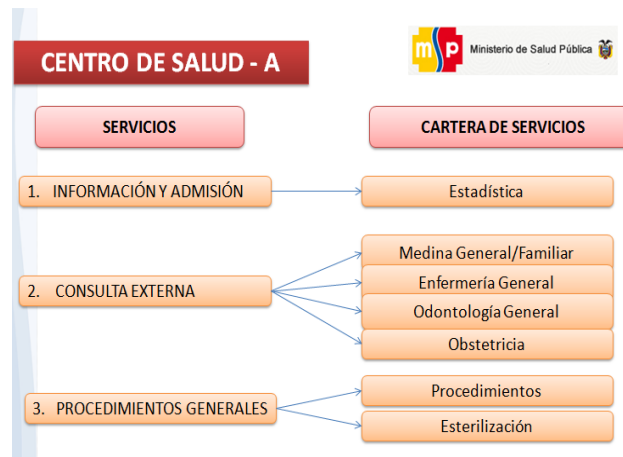 msp Ministerio de Salud Pública
CENTRO DE SALUD - A
SERVICIOS
CARTERA DE SERVICIOS
1. INFORMACIÓN Y ADMISIÓN
Estadística
2. CONSULTA EXTERNA
Medina General/Familiar
Enfermería General
Odontología General
Obstetricia
3. PROCEDIMIENTOS GENERALES
Procedimientos
Esterilización